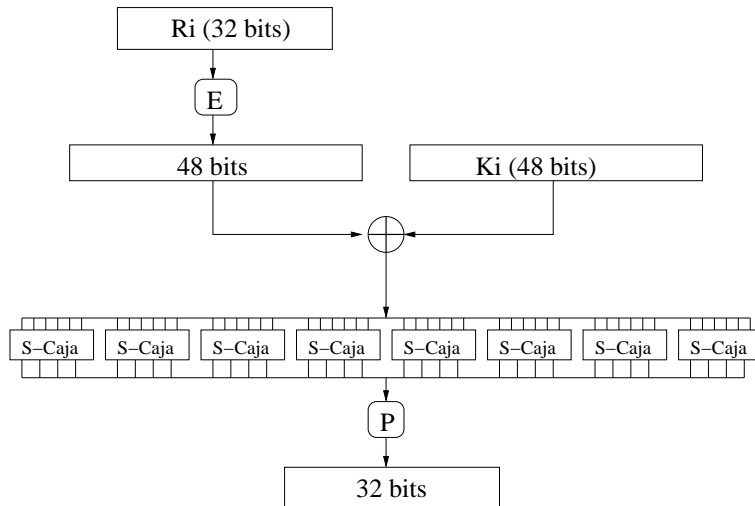 Ri (32 bits)
E
48 bits
Ki (48 bits)
S−Caja
S−Caja
S−Caja
S−Caja
S−Caja
S−Caja
S−Caja
S−Caja
P
32 bits